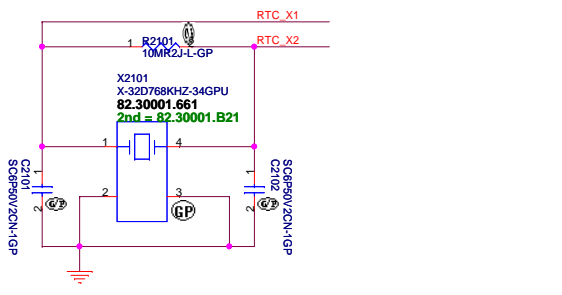 RTC_X1
RTC_X2
R2101
1
2
10MR2J-L-GP
X2101
X-32D768KHZ-34GPU
82.30001.661
2nd = 82.30001.B21
1
4
2
3
GP
C2101
SC6P50V2CN-1GP
1
2
G/P
C2102
SC6P50V2CN-1GP
1
2
G/P